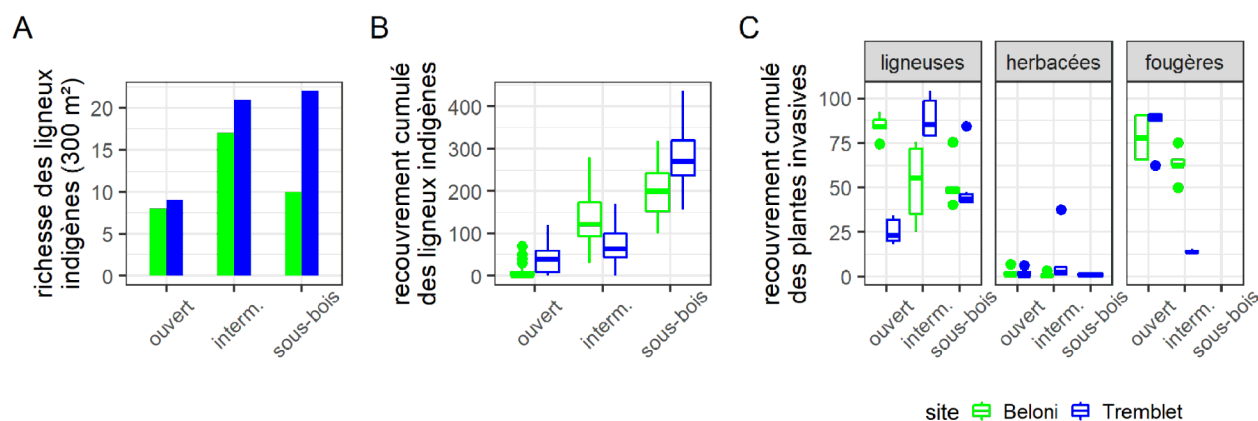 A
richesse des ligneux
indigènes (300 m²)
20
15
10
5
0
ouvert
interm.
sous-bois
B
recouvrement cumulé
des ligneux indigènes
400
300
200
100
0
ouvert
interm.
sous-bois
C
recouvrement cumulé
des plantes invasives
ligneuses
herbacées
fougères
100
75
50
25
0
ouvert
interm.
sous-bois
ouvert
interm.
sous-bois
ouvert
interm.
sous-bois
site Beloni Tremblet